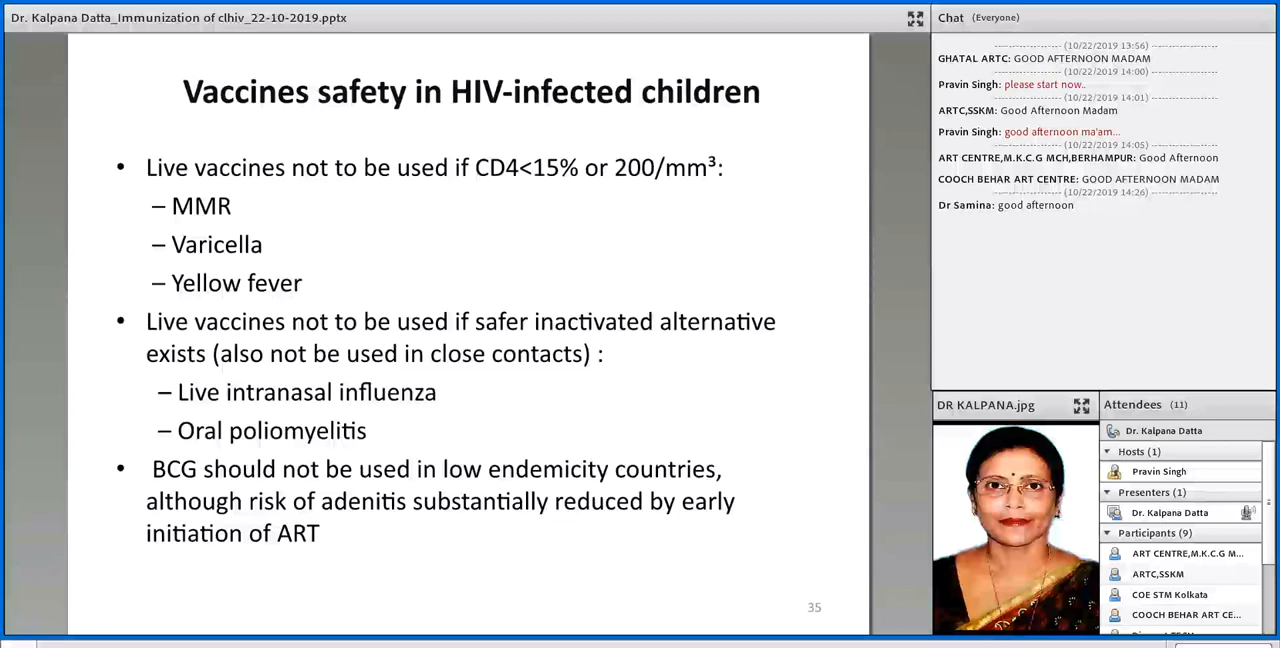 Dr. Kalpana Datta_Immunization of clhiv_22-10-2019.pptx
Vaccines safety in HIV-infected children
• Live vaccines not to be used if CD4<15% or 200/mm³:
– MMR
– Varicella
– Yellow fever
• Live vaccines not to be used if safer inactivated alternative
exists (also not be used in close contacts) :
– Live intranasal influenza
– Oral poliomyelitis
• BCG should not be used in low endemicity countries,
although risk of adenitis substantially reduced by early
initiation of ART
35
Chat (Everyone)
(10/22/2019 13:56)
GHATAL ARTC: GOOD AFTERNOON MADAM
(10/22/2019 14:00)
Pravin Singh: please start now..
(10/22/2019 14:01)
ARTC,SSKM: Good Afternoon Madam
Pravin Singh: good afternoon ma'am...
(10/22/2019 14:05)
ART CENTRE,M.K.C.G MCH,BERHAMPUR: Good Afternoon
COOCH BEHAR ART CENTRE: GOOD AFTERNOON MADAM
(10/22/2019 14:26)
Dr Samina: good afternoon
DR KALPANA.jpg
Attendees (11)
Dr. Kalpana Datta
Hosts (1)
Pravin Singh
Presenters (1)
Dr. Kalpana Datta
Participants (9)
ART CENTRE,M.K.C.G M...
ARTC,SSKM
COE STM Kolkata
COOCH BEHAR ART CE...